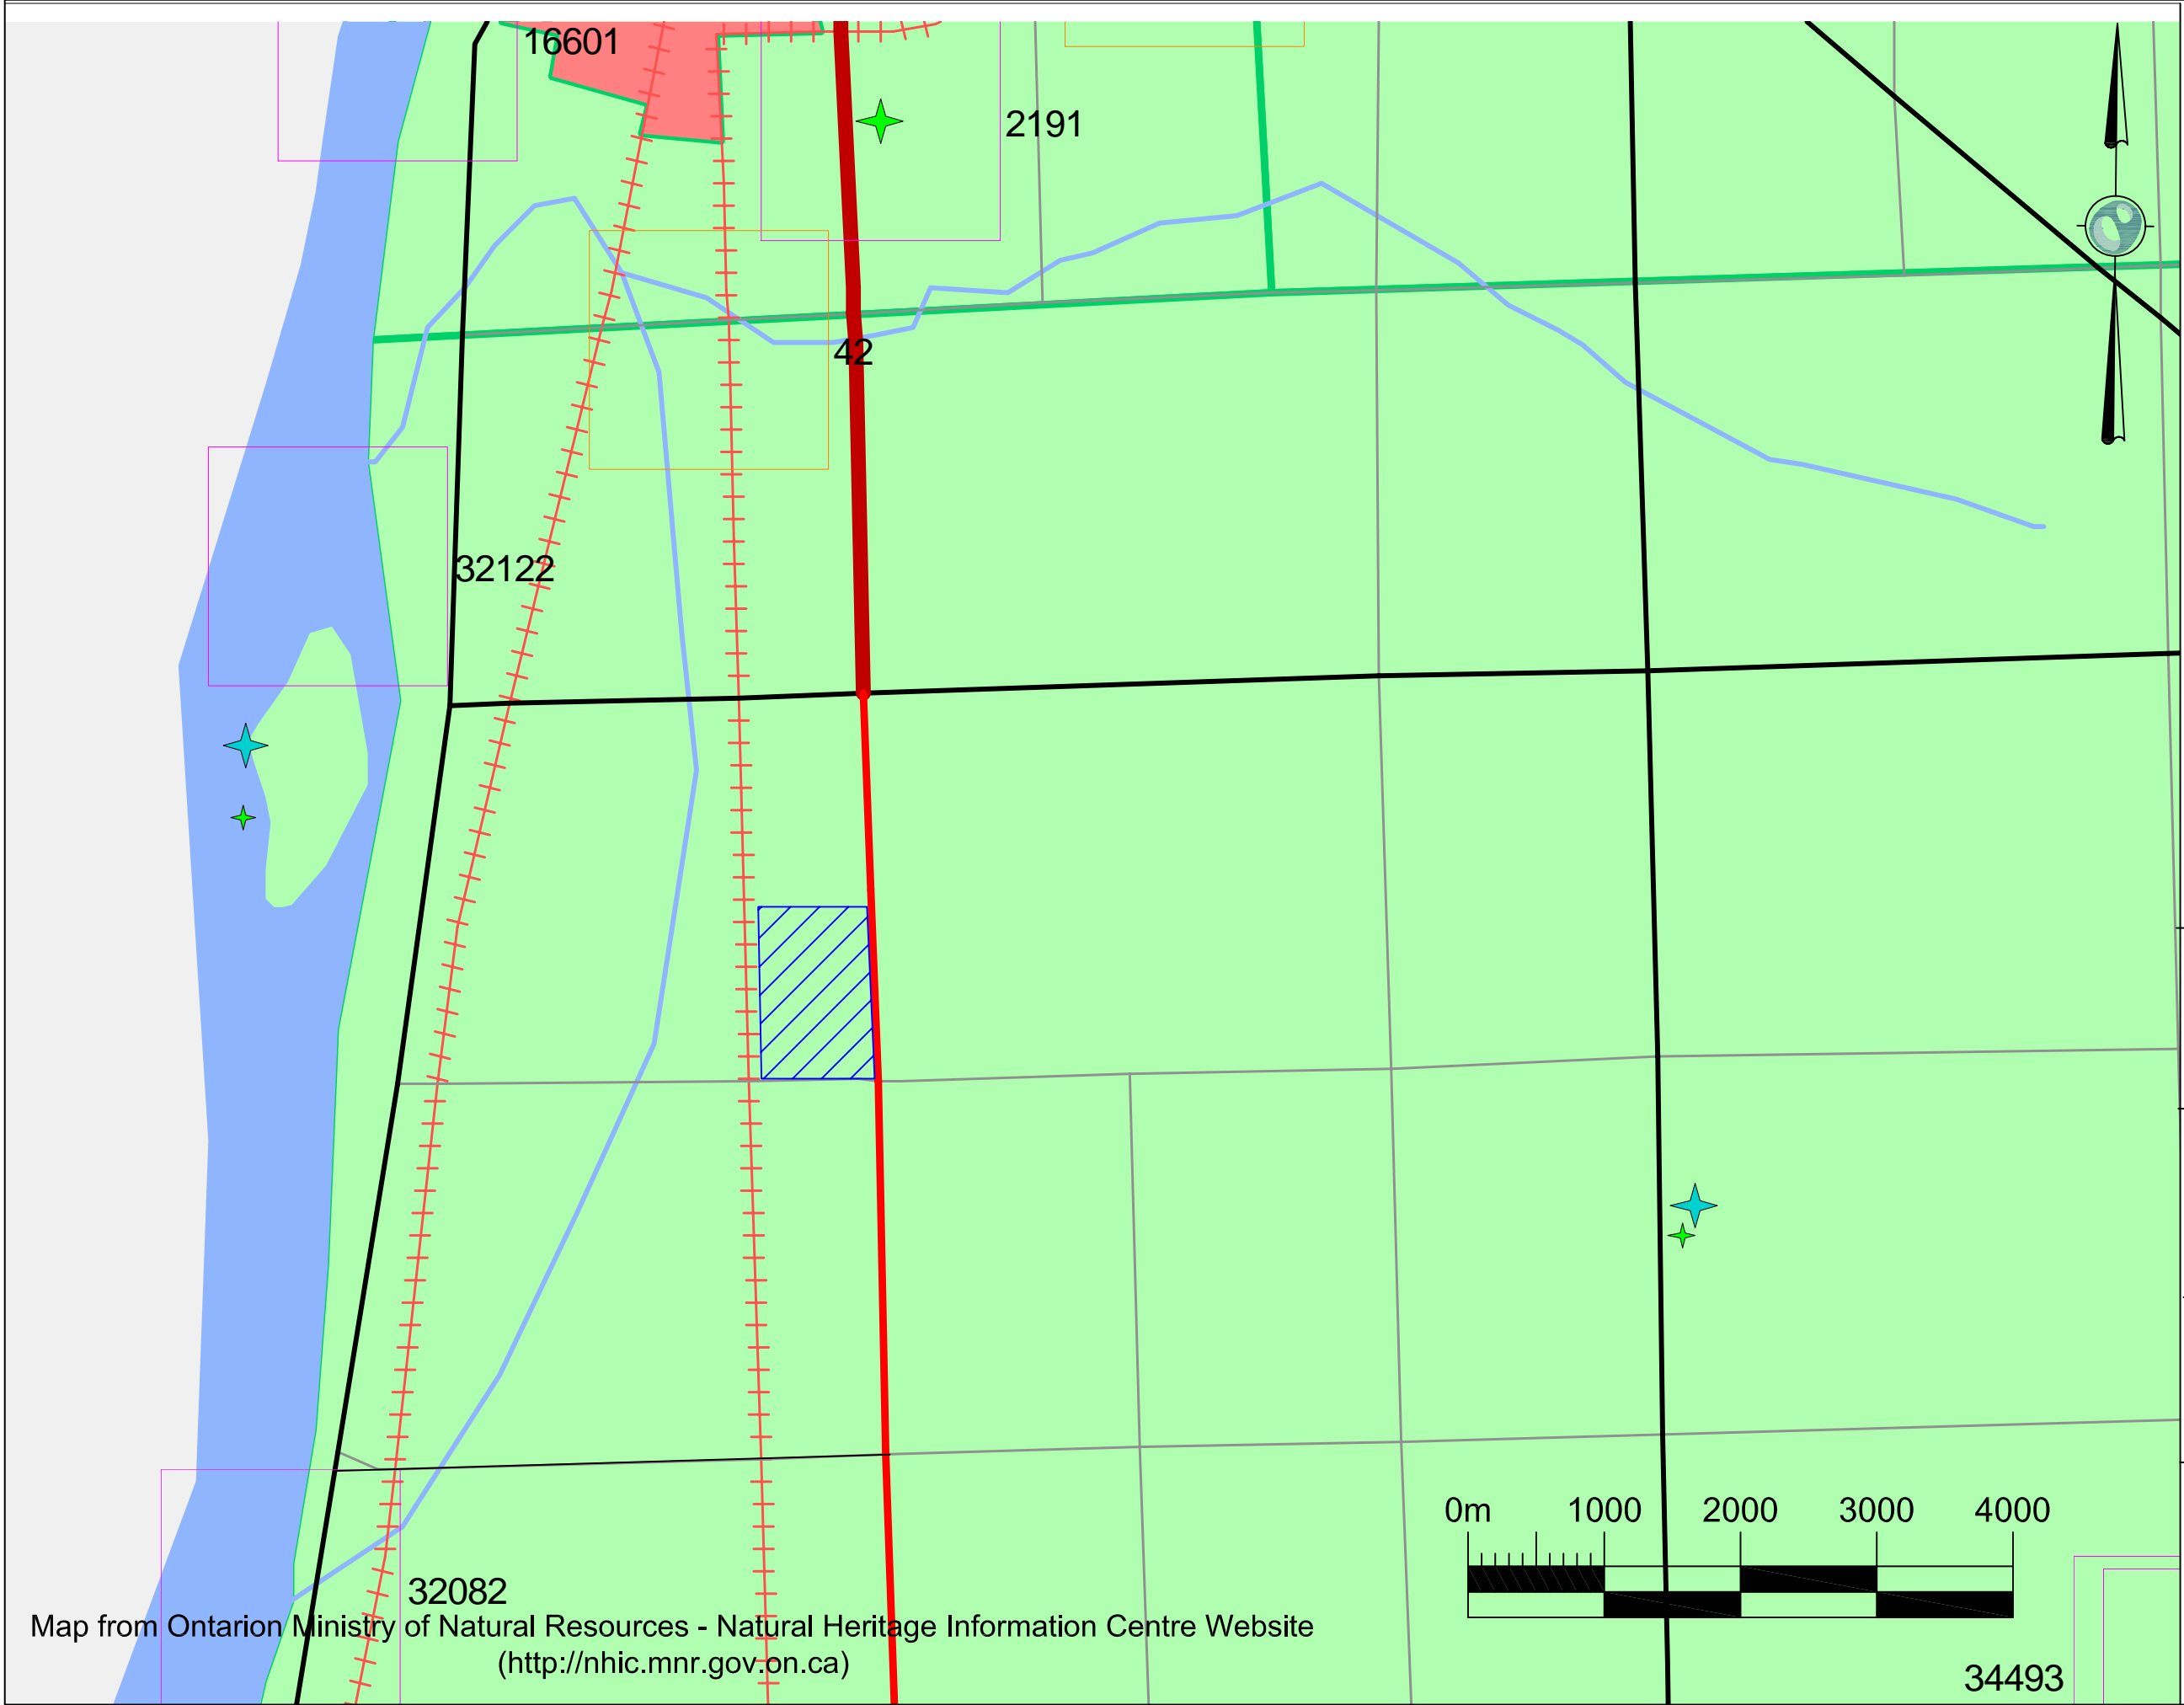 16601
2191
42
32122
0m 1000 2000 3000 4000
32082
Map from Ontarion Ministry of Natural Resources - Natural Heritage Information Centre Website
(http://nhic.mnr.gov.on.ca)
34493